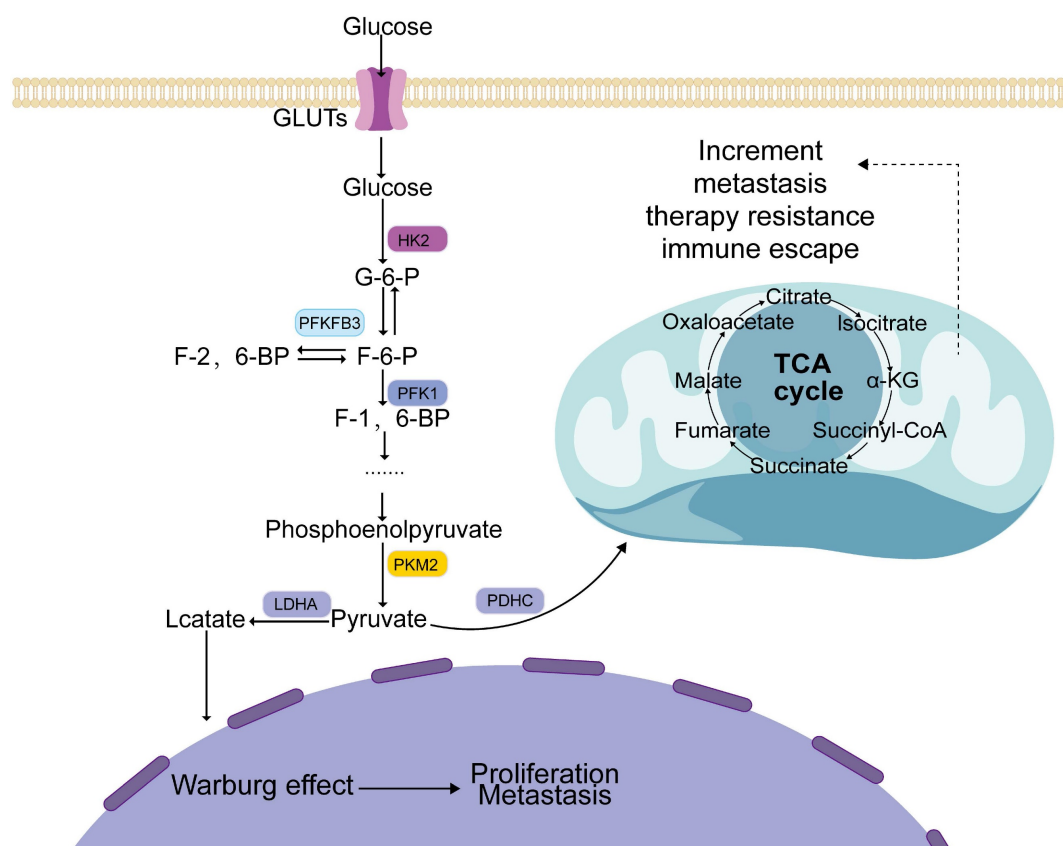 Glucose
GLUTs
Glucose
HK2
G-6-P
PFKFB3
F-2, 6-BP
F-6-P
PFK1
F-1, 6-BP
.......
Phosphoenolpyruvate
PKM2
Lcatate
LDHA
Pyruvate
PDHC
Increment
metastasis
therapy resistance
immune escape
Citrate
Oxaloacetate
Isocitrate
TCA
cycle
Malate
α-KG
Fumarate
Succinyl-CoA
Succinate
Warburg effect
Proliferation
Metastasis